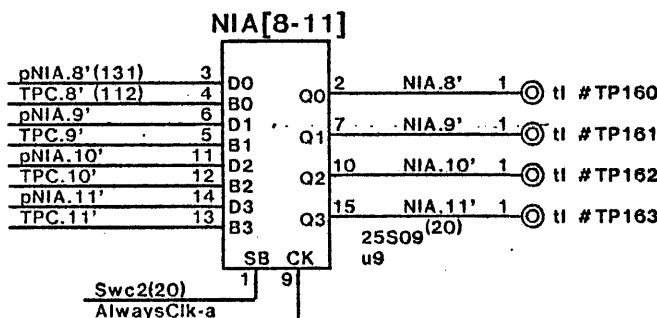 NIA[8-11]
pNIA.8' (131) 3 D0
TPC.8' (112) 4 B0
Q0 2 NIA.8' 1 tl #TP160
pNIA.9' 6 D1
TPC.9' 5 B1
Q1 7 NIA.9' 1 tl #TP161
pNIA.10' 11 D2
TPC.10' 12 B2
Q2 10 NIA.10' 1 tl #TP162
pNIA.11' 14 D3
TPC.11' 13 B3
Q3 15 NIA.11' 1 tl #TP163
(20)
25S09
u9
SB CK
1 9
Swc2(20)
AlwaysClk-a